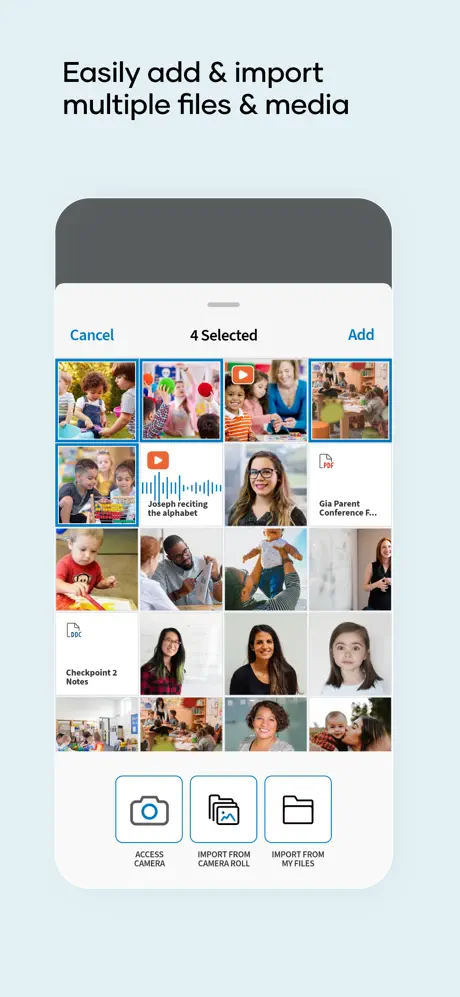 Easily add & import
multiple files & media
Cancel
4 Selected
Add
Joseph reciting
the alphabet
PDF
Gia Parent
Conference F...
DOC
Checkpoint 2
Notes
ACCESS
CAMERA
IMPORT FROM
CAMERA ROLL
IMPORT FROM
MY FILES